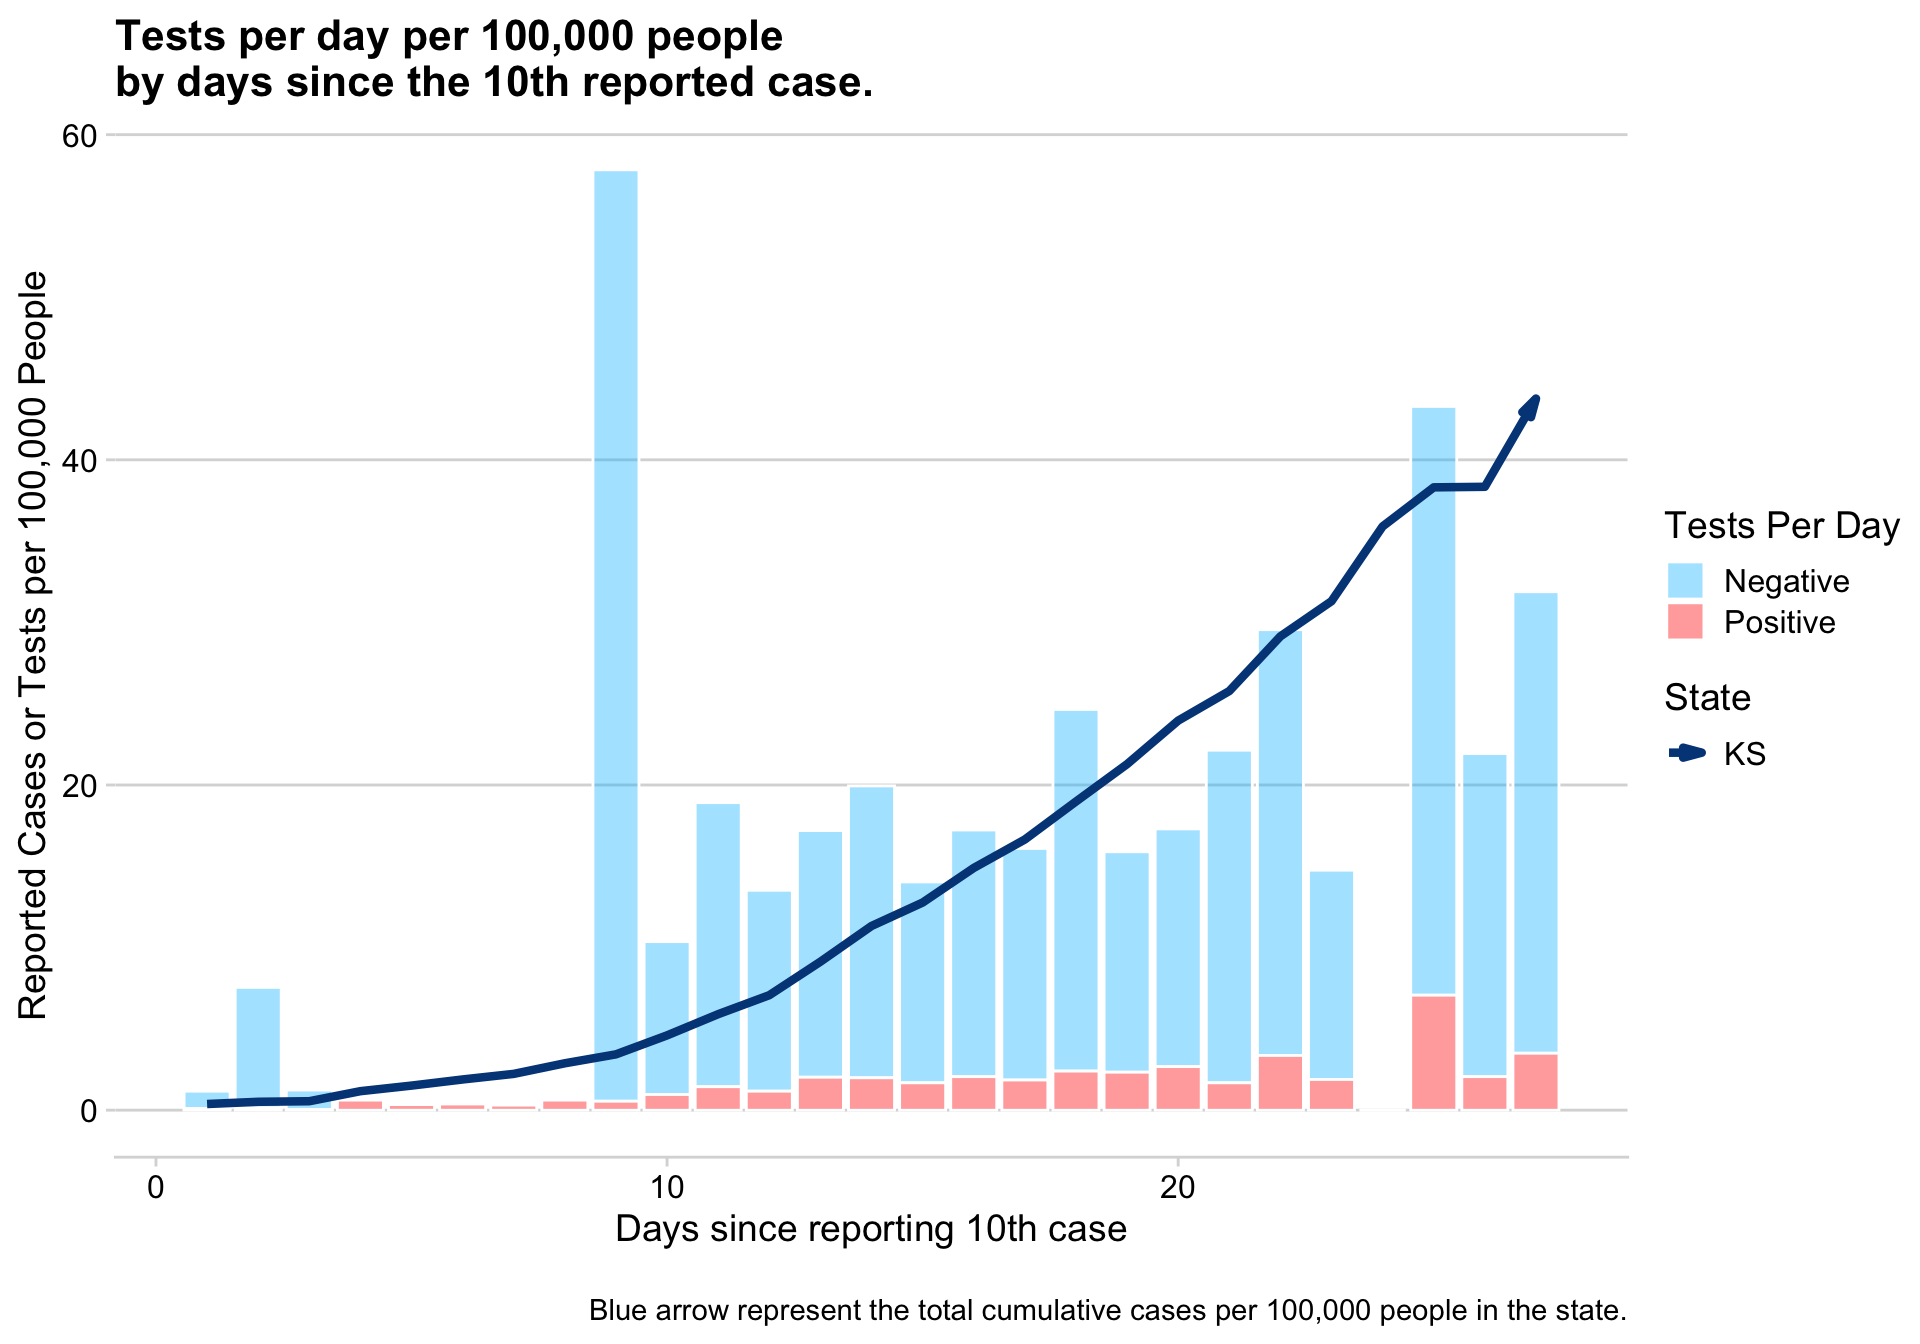 Tests per day per 100,000 people
by days since the 10th reported case.
Reported Cases or Tests per 100,000 People
60
40
20
0
0
10
20
Days since reporting 10th case
Tests Per Day
Negative
Positive
State
KS
Blue arrow represent the total cumulative cases per 100,000 people in the state.